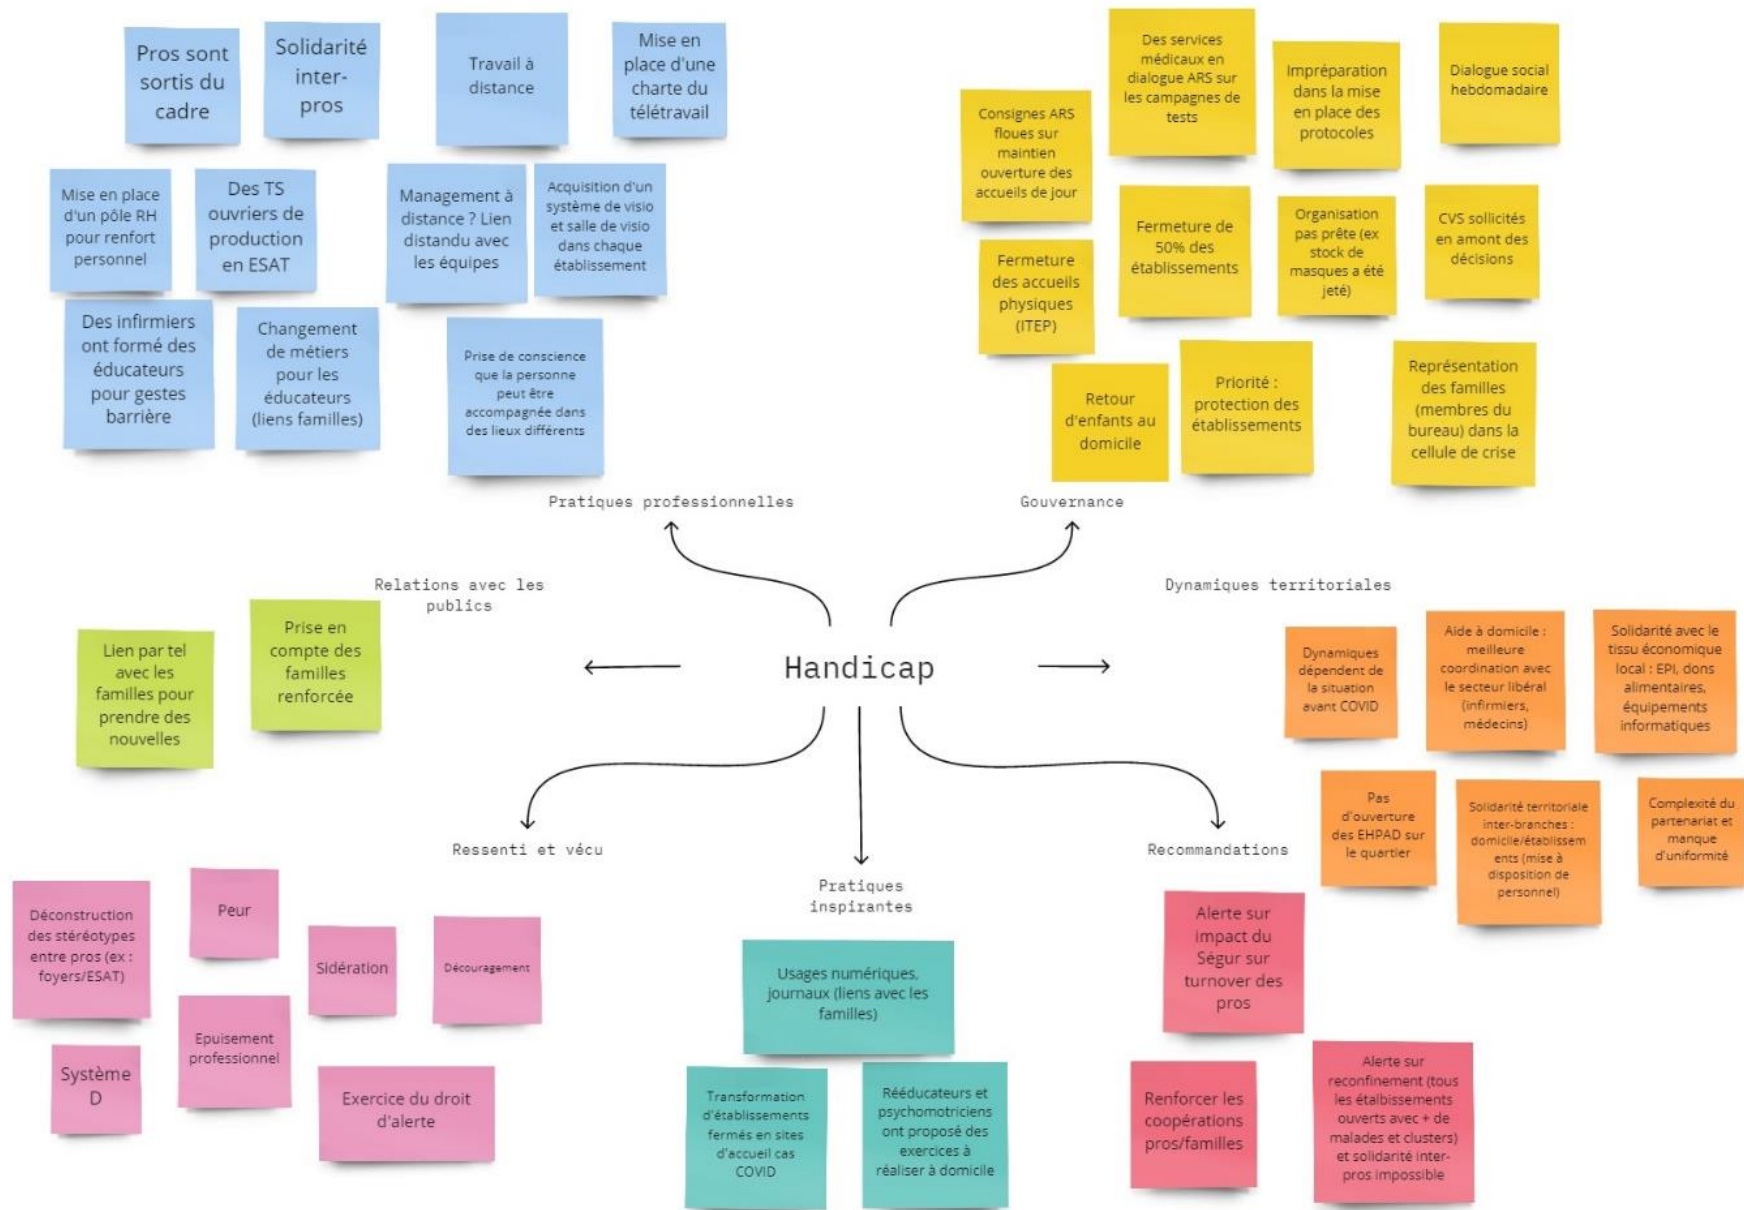 Pros sont
sortis du
cadre
Solidarité
inter-
pros
Travail à
distance
Mise en
place d'une
charte du
télétravail
Mise en place
d'un pôle RH
pour renfort
personnel
Des TS
ouvriers de
production
en ESAT
Management à
distance ? Lien
distandu avec
les équipes
Acquisition d'un
système de visio
et salle de visio
dans chaque
établissement
Des infirmiers
ont formé des
éducateurs
pour gestes
barrière
Changement
de métiers
pour les
éducateurs
(liens familles)
Prise de conscience
que la personne
peut être
accompagnée dans
des lieux différents
Pratiques professionnelles
Des services
médicaux en
dialogue ARS sur
les campagnes de
tests
Impréparation
dans la mise
en place des
protocoles
Dialogue social
hebdomadaire
Consignes ARS
floues sur
maintien
ouverture des
accueils de jour
Fermeture de
50% des
établissements
Organisation
pas prête (ex
stock de
masques a été
jeté)
CVS sollicités
en amont des
décisions
Fermeture
des accueils
physiques
(ITEP)
Retour
d'enfants au
domicile
Priorité :
protection des
établissements
Représentation
des familles
(membres du
bureau) dans la
cellule de crise
Gouvernance
Relations avec les
publics
Lien par tel
avec les
familles pour
prendre des
nouvelles
Prise en
compte des
familles
renforcée
Handicap
Dynamiques territoriales
Dynamiques
dépendent de
la situation
avant COVID
Aide à domicile :
meilleure
coordination avec
le secteur libéral
(infirmiers,
médecins)
Solidarité avec le
tissu économique
local : EPI, dons
alimentaires,
équipements
informatiques
Pas
d'ouverture
des EHPAD sur
le quartier
Solidarité territoriale
inter-branches :
domicile/établissem
ents (mise à
disposition de
personnel)
Complexité du
partenariat et
manque
d'uniformité
Ressenti et vécu
Déconstruction
des stéréotypes
entre pros (ex :
foyers/ESAT)
Peur
Sidération
Découragement
Système
D
Epuisement
professionnel
Exercice du droit
d'alerte
Pratiques
inspirantes
Usages numériques,
journaux (liens avec les
familles)
Transformation
d'établissements
fermés en sites
d'accueil cas
COVID
Rééducateurs et
psychomotriciens
ont proposé des
exercices à
réaliser à domicile
Recommandations
Alerte sur
impact du
Ségur sur
turnover des
pros
Renforcer les
coopérations
pros/familles
Alerte sur
reconfinement (tous
les étalbissements
ouverts avec + de
malades et clusters)
et solidarité inter-
pros impossible